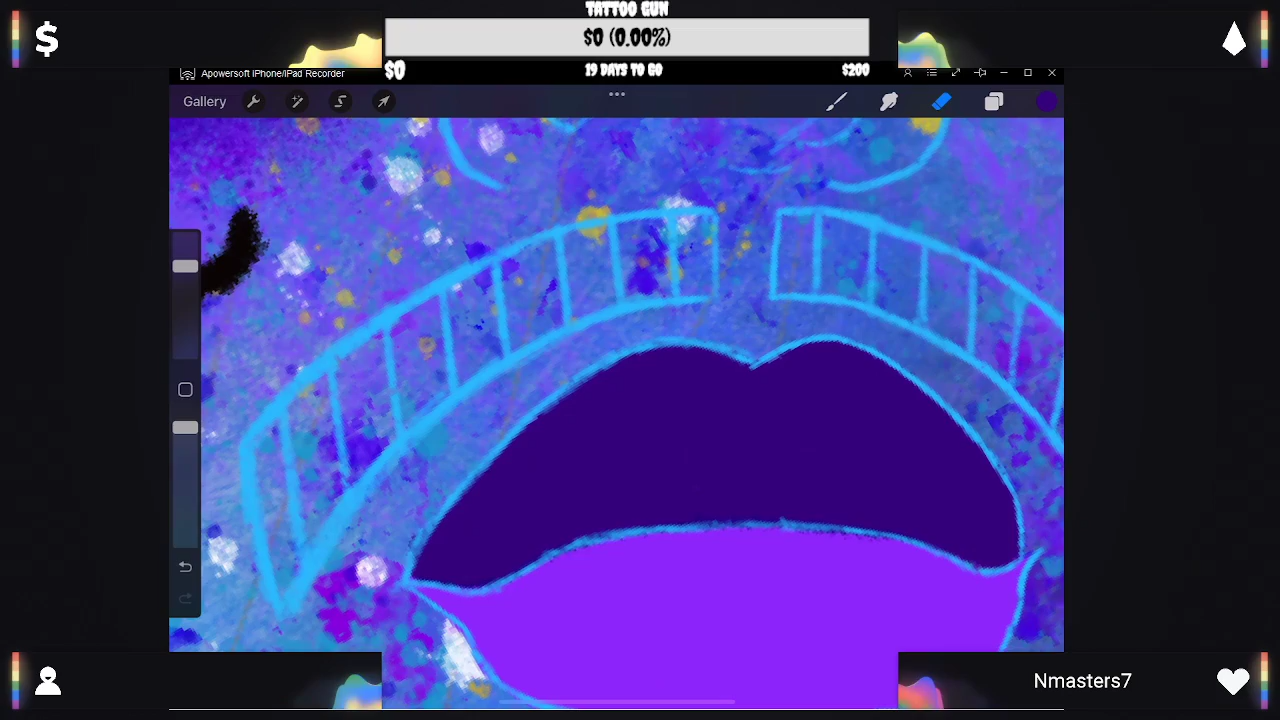 TATTOO GUN
$
$0 (0.00%)
$0
19 DAYS TO GO
$200
Apowersoft iPhone/iPad Recorder
Gallery
Nmasters7